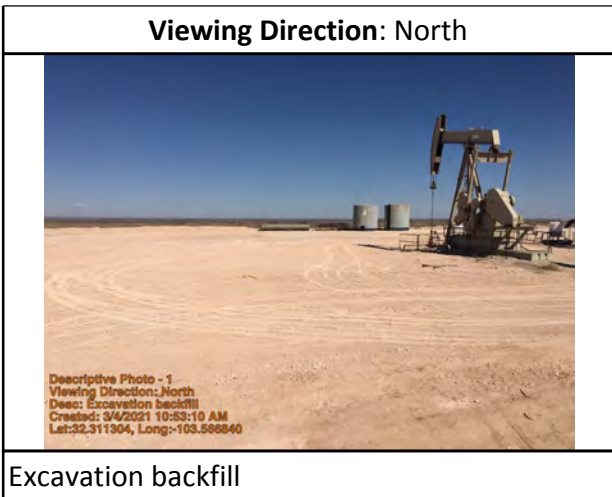 Viewing Direction: North
Descriptive Photo - 1
Viewing Direction: North
Desc: Excavation backfill
Created: 3/4/2021 10:53:10 AM
Lat:32.311304, Long:-103.566840
Excavation backfill